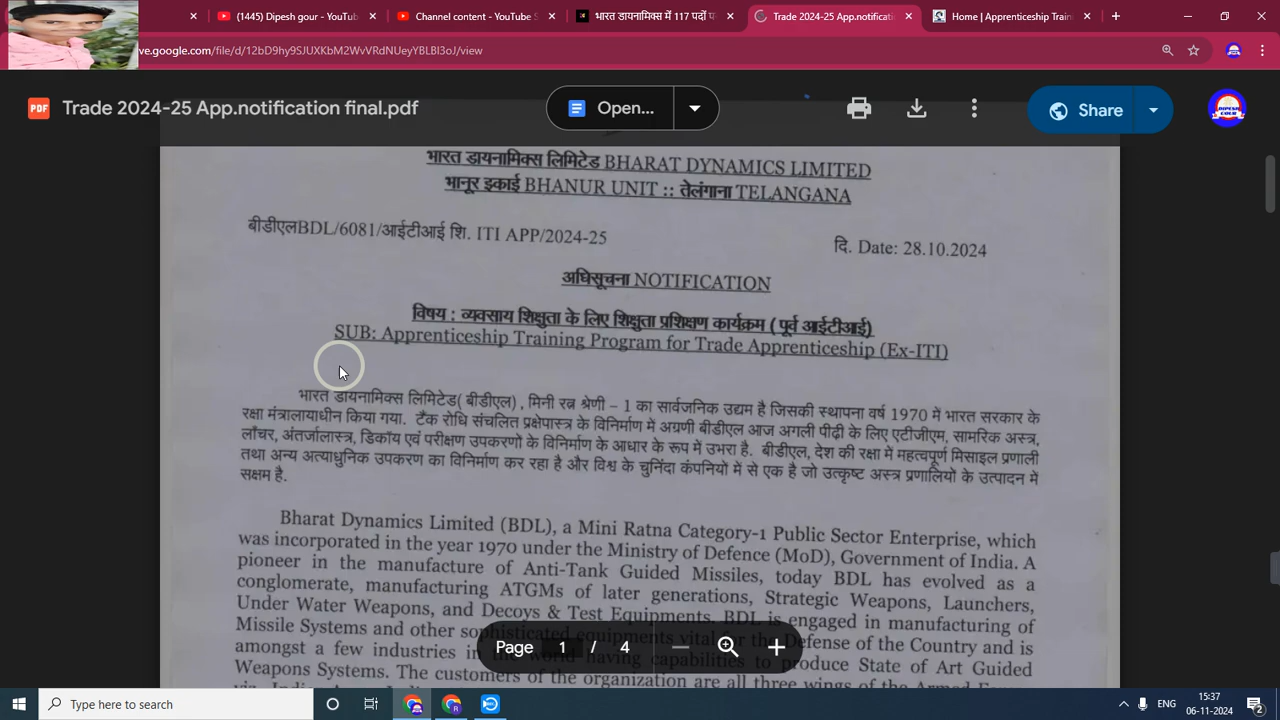 (1445) Dipesh gour - YouTub
Channel content - YouTube S
भारत डायनामिक्स में 117 पदों प
Trade 2024-25 App.notificati
Home | Apprenticeship Traini
ve.google.com/file/d/12bD9hy9SJUXKbM2WvVRdNUeyYBLBI3oJ/view
PDF
Trade 2024-25 App.notification final.pdf
Open...
Share
भारत डायनामिक्स लिमिटेड BHARAT DYNAMICS LIMITED
भानूर इकाई BHANUR UNIT :: तेलंगाना TELANGANA
बीडीएलBDL/6081/आईटीआई शि. ITI APP/2024-25
दि. Date: 28.10.2024
अधिसूचना NOTIFICATION
विषय : व्यवसाय शिक्षुता के लिए शिक्षुता प्रशिक्षण कार्यक्रम ( पूर्व आईटीआई)
SUB: Apprenticeship Training Program for Trade Apprenticeship (Ex-ITI)
भारत डायनामिक्स लिमिटेड( बीडीएल) , मिनी रत्न श्रेणी – 1 का सार्वजनिक उद्यम है जिसकी स्थापना वर्ष 1970 में भारत सरकार के
रक्षा मंत्रालयाधीन किया गया. टैंक रोधि संचलित प्रक्षेपास्त्र के विनिर्माण में अग्रणी बीडीएल आज अगली पीढ़ी के लिए एटीजीएम, सामरिक अस्त्र,
लाँचर, अंतर्जालास्त्र, डिकॉय एवं परीक्षण उपकरणों के विनिर्माण के आधार के रूप में उभरा है. बीडीएल, देश की रक्षा में महत्वपूर्ण मिसाइल प्रणाली
तथा अन्य अत्याधुनिक उपकरण का विनिर्माण कर रहा है और विश्व के चुनिंदा कंपनियों में से एक है जो उत्कृष्ट अस्त्र प्रणालियों के उत्पादन में
सक्षम है.
Bharat Dynamics Limited (BDL), a Mini Ratna Category-1 Public Sector Enterprise, which
was incorporated in the year 1970 under the Ministry of Defence (MoD), Government of India. A
pioneer in the manufacture of Anti-Tank Guided Missiles, today BDL has evolved as a
conglomerate, manufacturing ATGMs of later generations, Strategic Weapons, Launchers,
Under Water Weapons, and Decoys & Test Equipments. BDL is engaged in manufacturing of
Missile Systems and other sophisticated equipments vital for the Defense of the Country and is
amongst a few industries in the world having capabilities to produce State of Art Guided
Weapons Systems. The customers of the organization are all three wings of the Armed
Page 1 / 4
Type here to search
ENG
15:37
06-11-2024
2